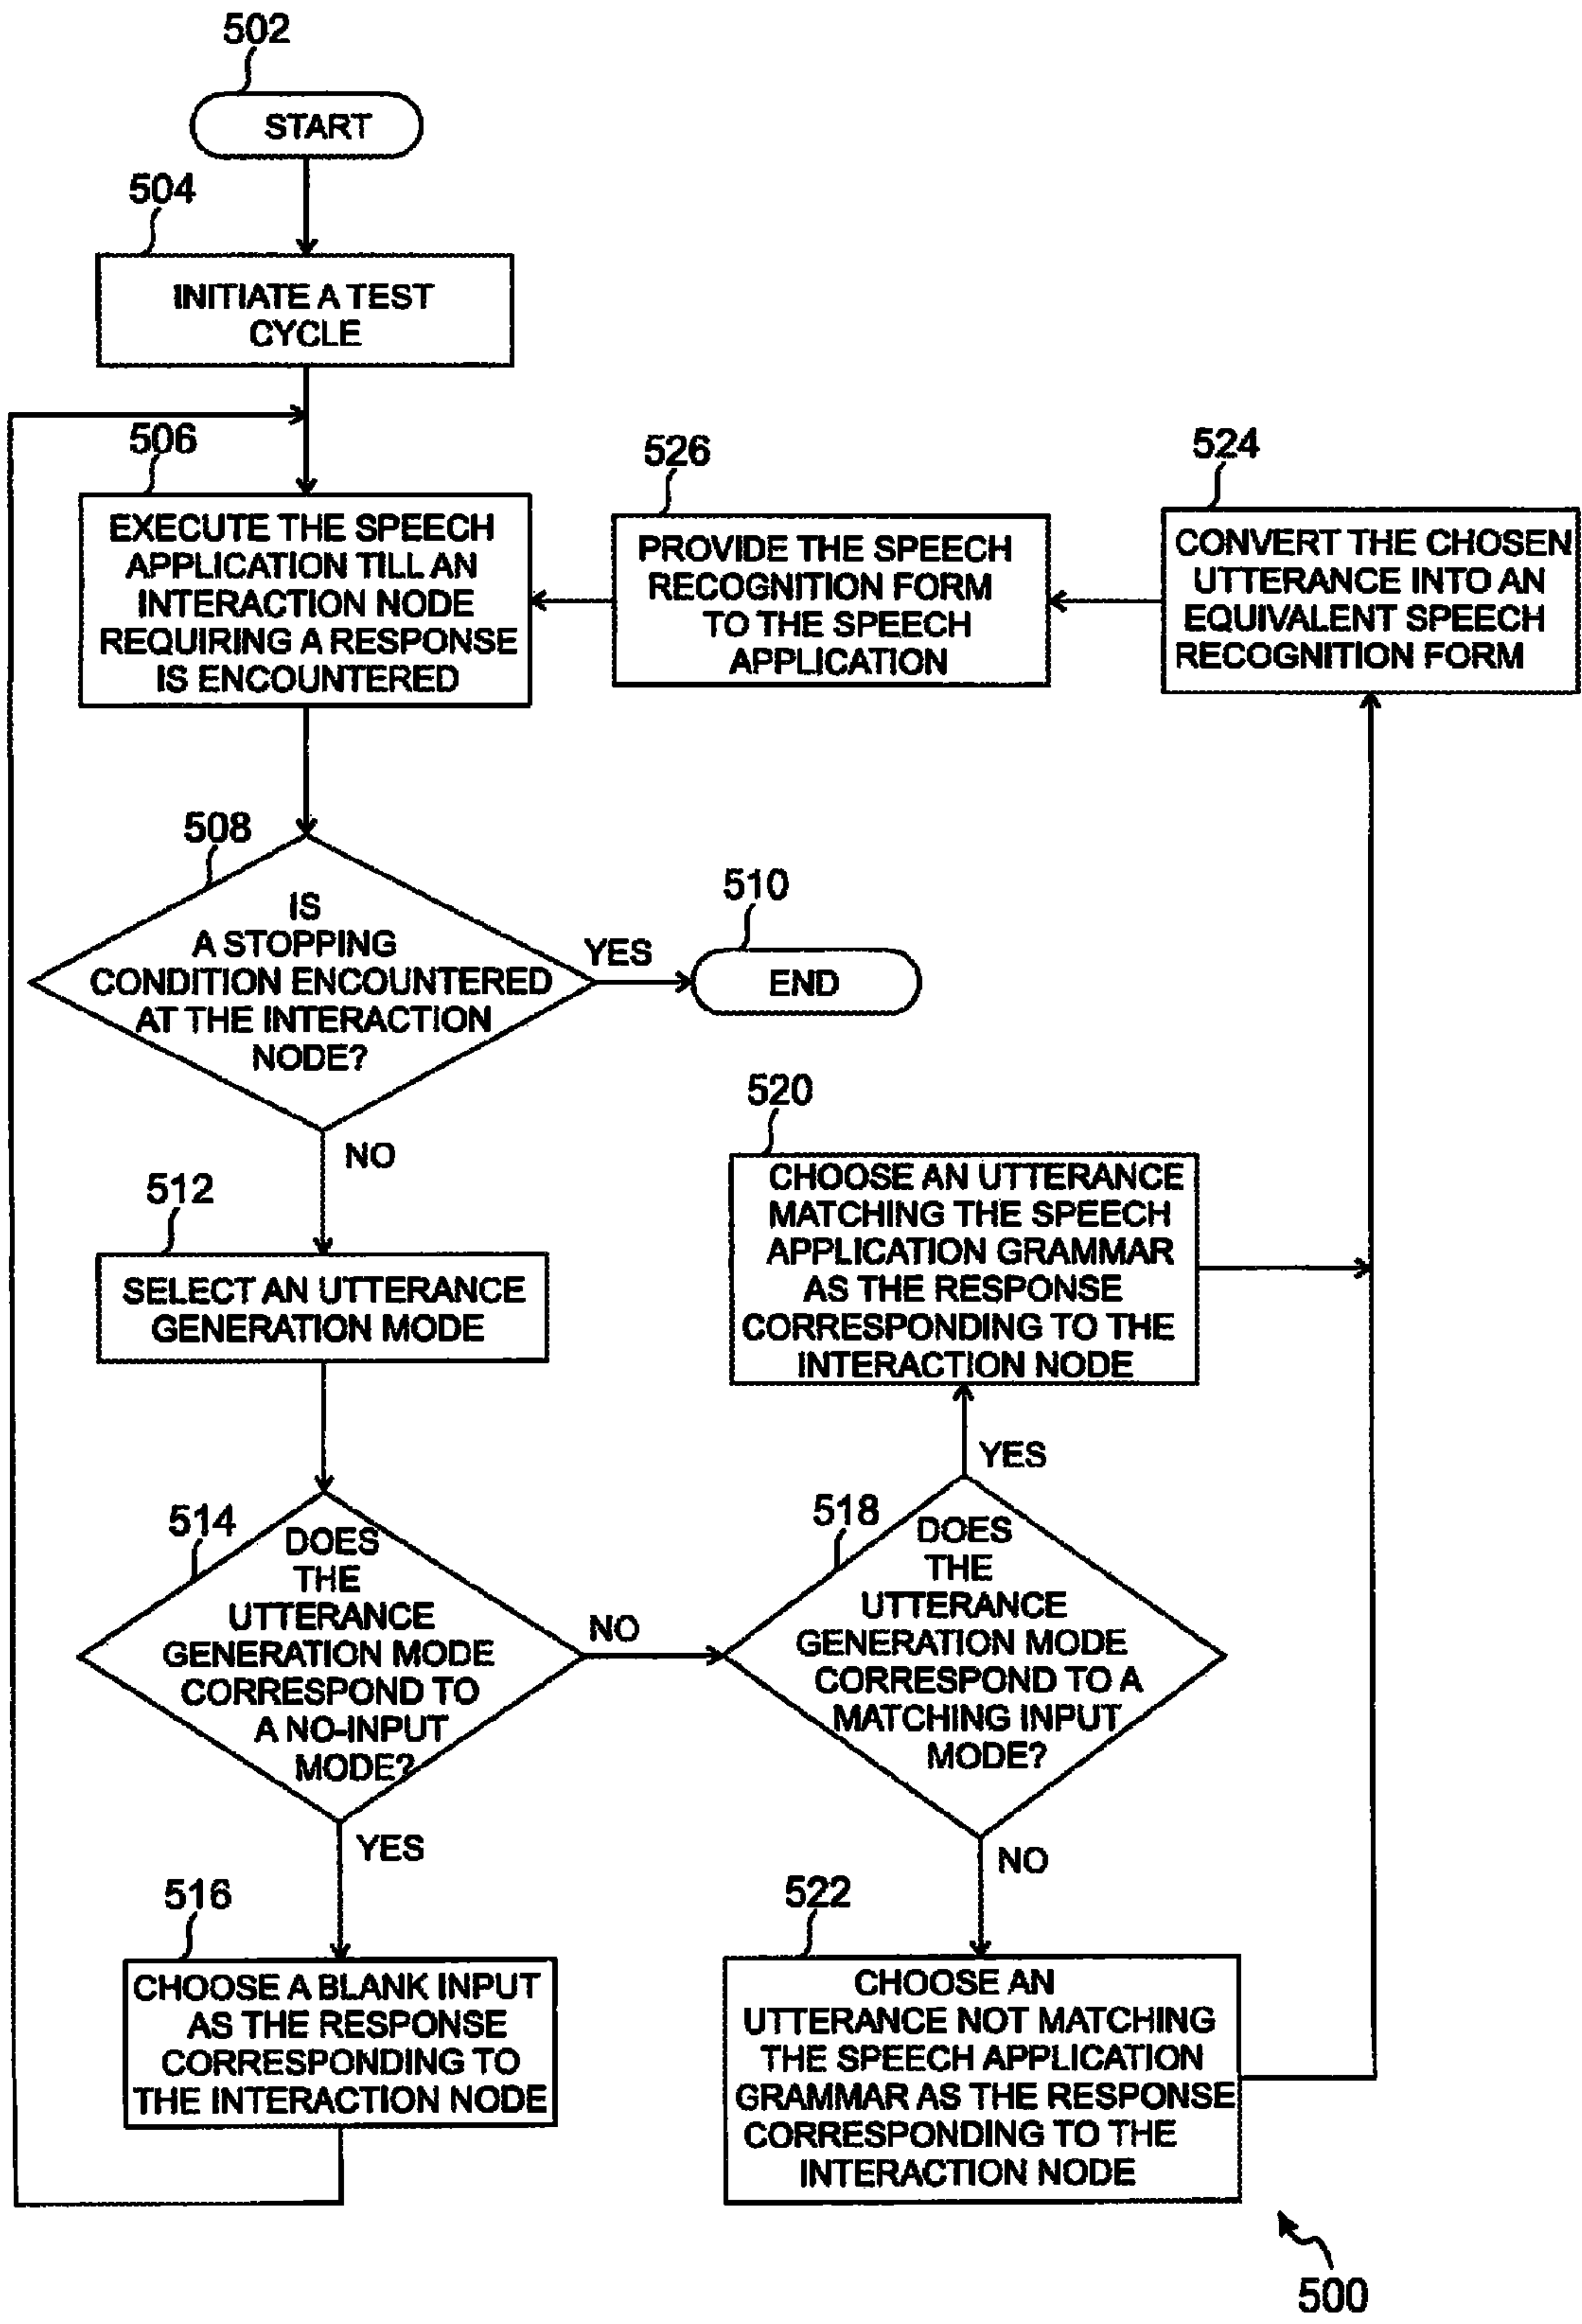 502
START
504
INITIATE A TEST
CYCLE
506
EXECUTE THE SPEECH
APPLICATION TILL AN
INTERACTION NODE
REQUIRING A RESPONSE
IS ENCOUNTERED
526
PROVIDE THE SPEECH
RECOGNITION FORM
TO THE SPEECH
APPLICATION
524
CONVERT THE CHOSEN
UTTERANCE INTO AN
EQUIVALENT SPEECH
RECOGNITION FORM
508
IS
A STOPPING
CONDITION ENCOUNTERED
AT THE INTERACTION
NODE?
YES
510
END
NO
512
SELECT AN UTTERANCE
GENERATION MODE
520
CHOOSE AN UTTERANCE
MATCHING THE SPEECH
APPLICATION GRAMMAR
AS THE RESPONSE
CORRESPONDING TO THE
INTERACTION NODE
514
DOES
THE
UTTERANCE
GENERATION MODE
CORRESPOND TO
A NO-INPUT
MODE?
NO
YES
518
DOES
THE
UTTERANCE
GENERATION MODE
CORRESPOND TO A
MATCHING INPUT
MODE?
YES
NO
516
CHOOSE A BLANK INPUT
AS THE RESPONSE
CORRESPONDING TO
THE INTERACTION NODE
522
CHOOSE AN
UTTERANCE NOT MATCHING
THE SPEECH APPLICATION
GRAMMAR AS THE RESPONSE
CORRESPONDING TO THE
INTERACTION NODE
500